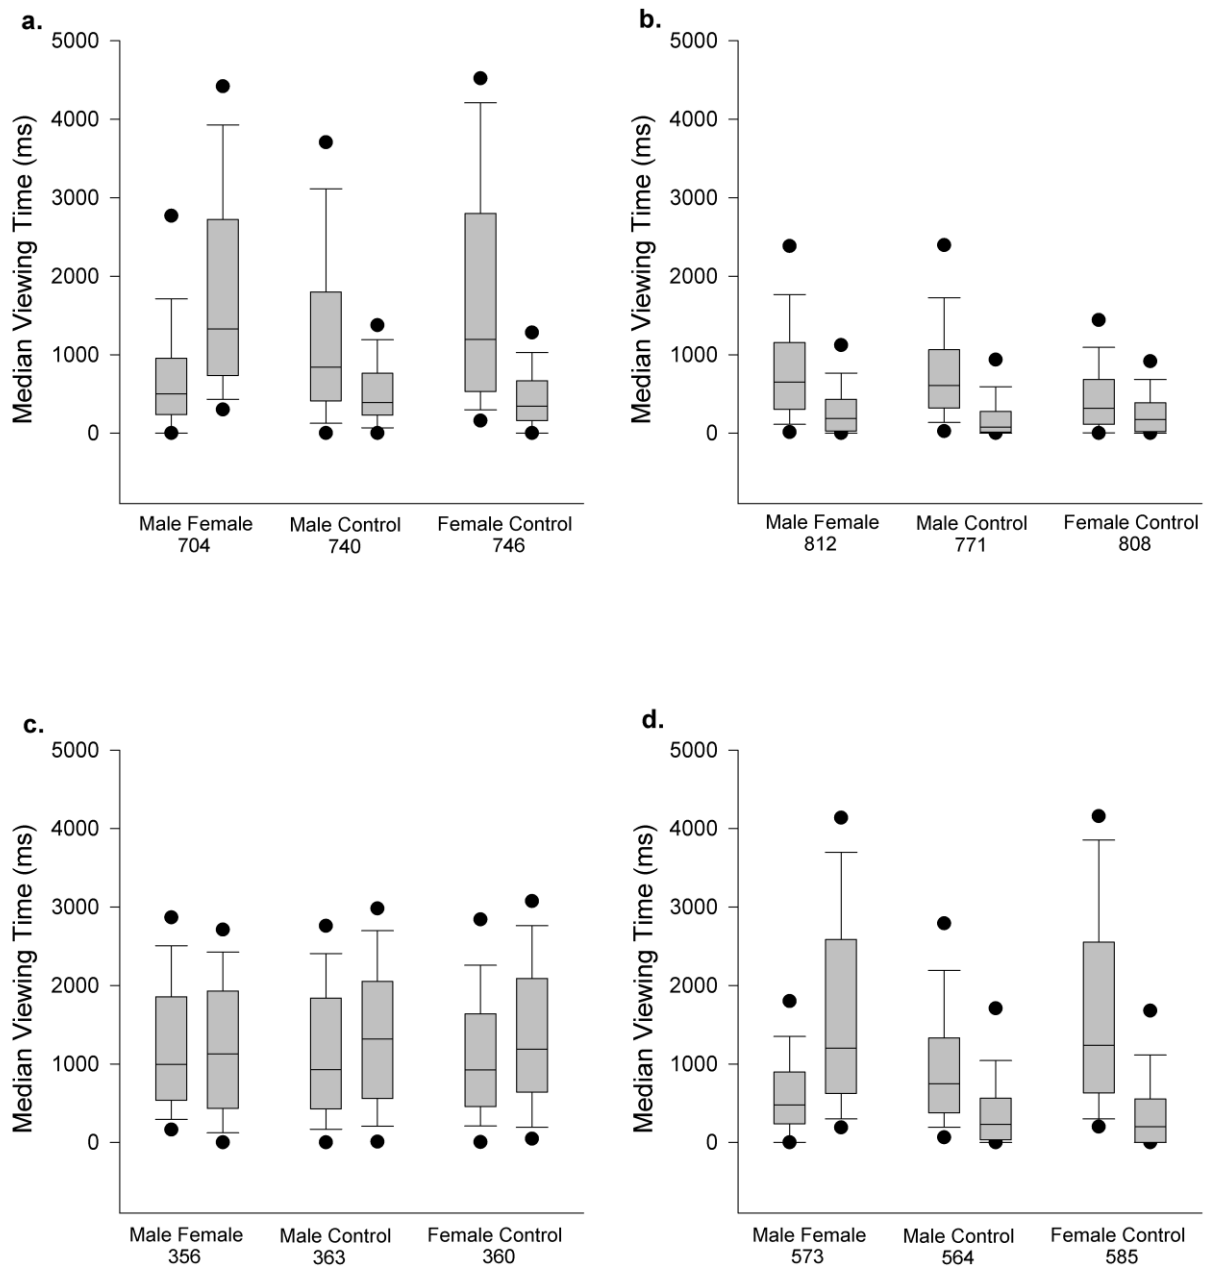 a.
Median Viewing Time (ms)
5000
4000
3000
2000
1000
0
Male Female
704
Male Control
740
Female Control
746
b.
Median Viewing Time (ms)
5000
4000
3000
2000
1000
0
Male Female
812
Male Control
771
Female Control
808
c.
Median Viewing Time (ms)
5000
4000
3000
2000
1000
0
Male Female
356
Male Control
363
Female Control
360
d.
Median Viewing Time (ms)
5000
4000
3000
2000
1000
0
Male Female
573
Male Control
564
Female Control
585